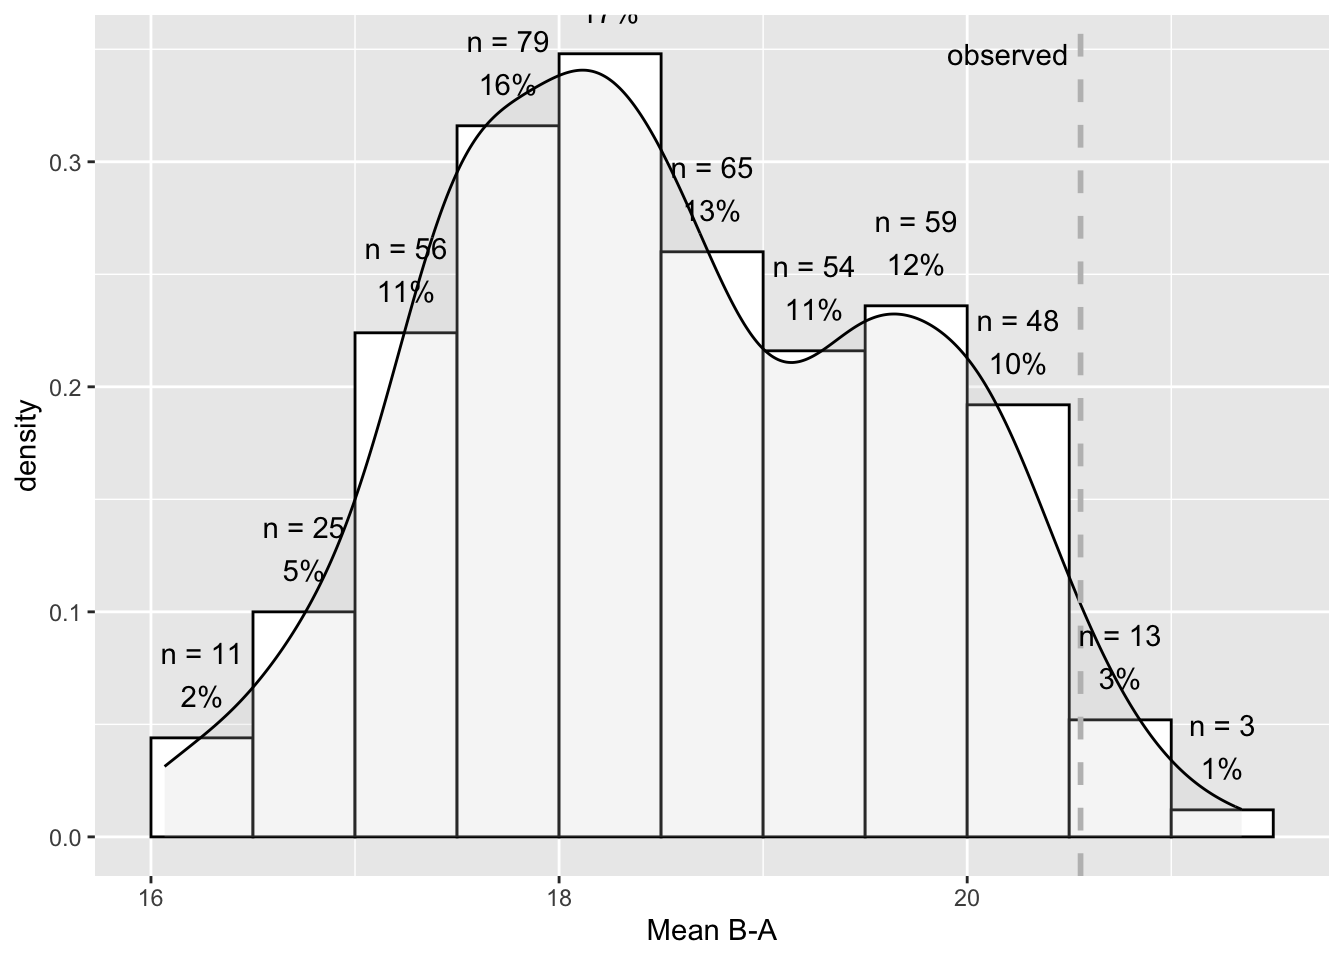 17%
n = 79
16%
observed
n = 65
13%
n = 56
11%
n = 59
12%
n = 54
11%
n = 48
10%
n = 25
5%
n = 11
2%
n = 13
3%
n = 3
1%
0.3
0.2
0.1
0.0
density
16
18
20
Mean B-A